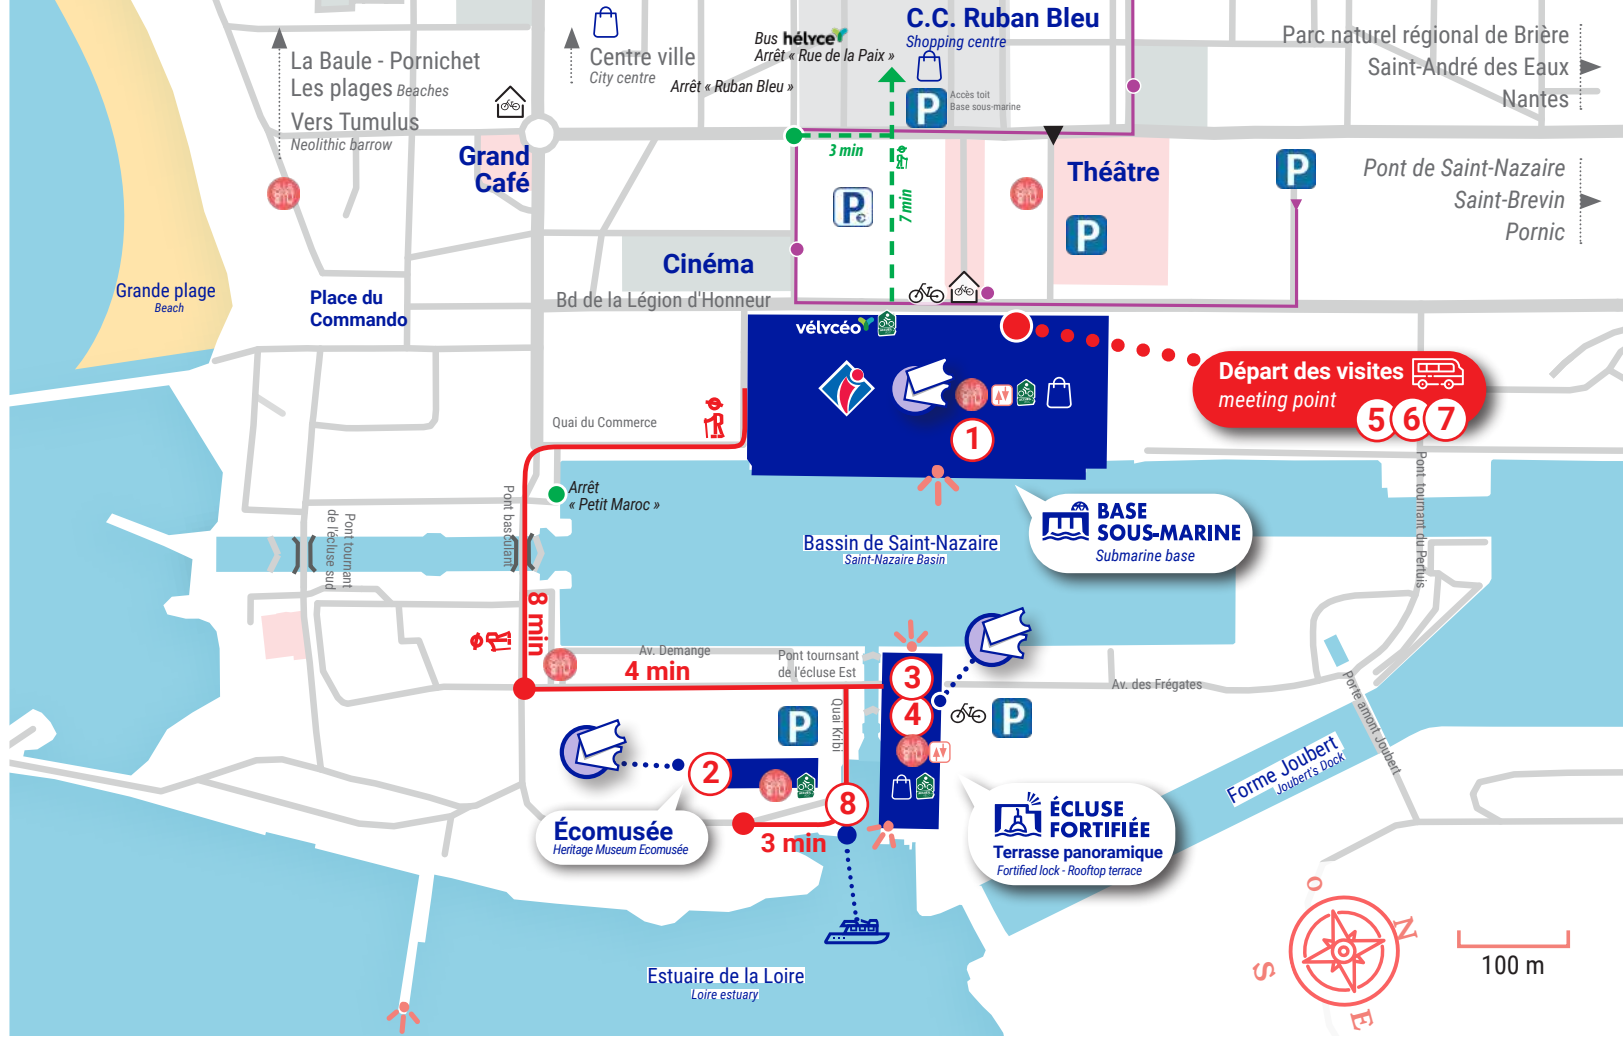 C.C. Ruban Bleu
Shopping centre
Bus hélyce
Arrêt « Rue de la Paix »
Arrêt « Ruban Bleu »
P
Accès toit
Base sous-marine
La Baule - Pornichet
Les plages Beaches
Vers Tumulus
Neolithic barrow
Centre ville
City centre
Parc naturel régional de Brière
Saint-André des Eaux
Nantes
Grand
Café
3 min
7 min
P€
Théâtre
P
P
Pont de Saint-Nazaire
Saint-Brevin
Pornic
Cinéma
Grande plage
Beach
Place du
Commando
Bd de la Légion d'Honneur
vélycéo
1
Départ des visites
meeting point
5 6 7
Quai du Commerce
Arrêt
« Petit Maroc »
Pont basculant
Pont tournant
de l'écluse sud
Pont tournant du Pertuis
BASE
SOUS-MARINE
Submarine base
Bassin de Saint-Nazaire
Saint-Nazaire Basin
8 min
Av. Demange
4 min
Pont tournsant
de l'écluse Est
Quai Kribi
3
4
P
P
Av. des Frégates
Porte amont Joubert
Forme Joubert
Joubert's Dock
2
8
Écomusée
Heritage Museum Ecomusée
3 min
ÉCLUSE
FORTIFIÉE
Terrasse panoramique
Fortified lock - Rooftop terrace
Estuaire de la Loire
Loire estuary
O
N
S
E
100 m